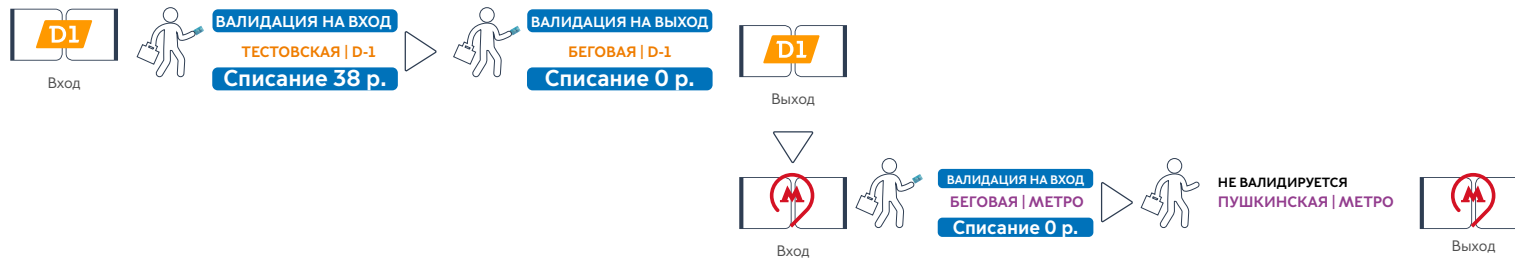 D1
Вход
ВАЛИДАЦИЯ НА ВХОД
ТЕСТОВСКАЯ | D-1
Списание 38 р.
ВАЛИДАЦИЯ НА ВЫХОД
БЕГОВАЯ | D-1
Списание 0 р.
D1
Выход
М
Вход
ВАЛИДАЦИЯ НА ВХОД
БЕГОВАЯ | МЕТРО
Списание 0 р.
НЕ ВАЛИДИРУЕТСЯ
ПУШКИНСКАЯ | МЕТРО
М
Выход